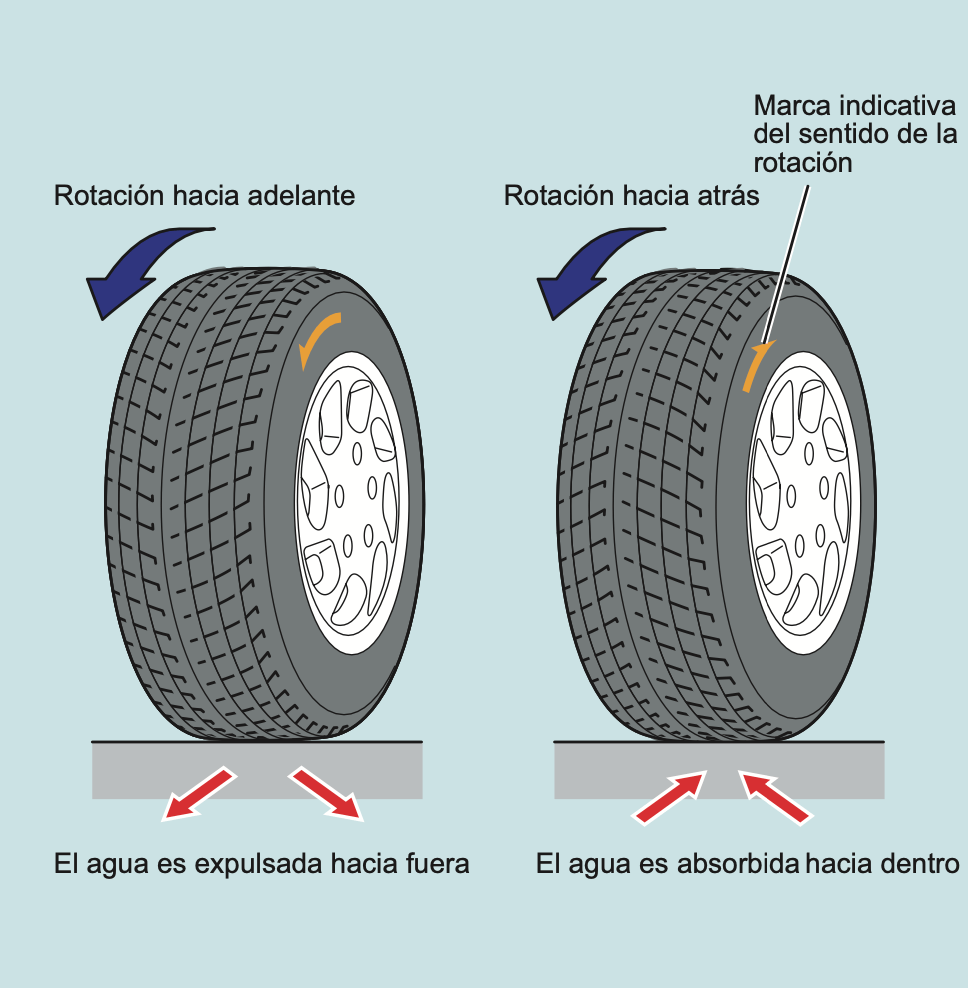 Marca indicativa
del sentido de la
rotación
Rotación hacia adelante
Rotación hacia atrás
El agua es expulsada hacia fuera
El agua es absorbida hacia dentro